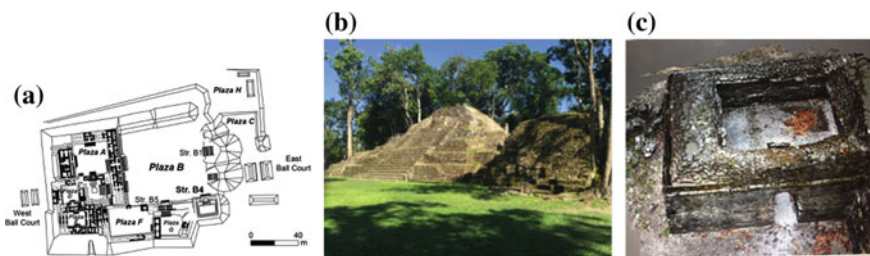 (a)
(b)
(c)
Plaza H
Plaza C
Plaza A
Str. B1
Plaza B
East
Ball Court
Str. B4
Str. B5
West
Ball Court
Plaza F
Plaza
G
0 40
m